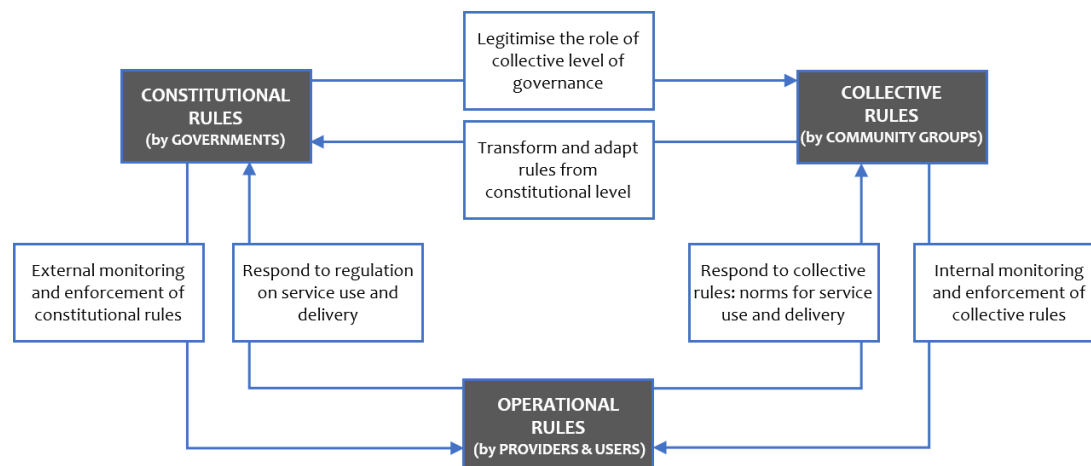 Legitimise the role of
collective level of
governance
CONSTITUTIONAL
RULES
(by GOVERNMENTS)
COLLECTIVE
RULES
(by COMMUNITY GROUPS)
Transform and adapt
rules from
constitutional level
External monitoring
and enforcement of
constitutional rules
Respond to regulation
on service use and
delivery
Respond to collective
rules: norms for service
use and delivery
Internal monitoring
and enforcement of
collective rules
OPERATIONAL
RULES
(by PROVIDERS & USERS)